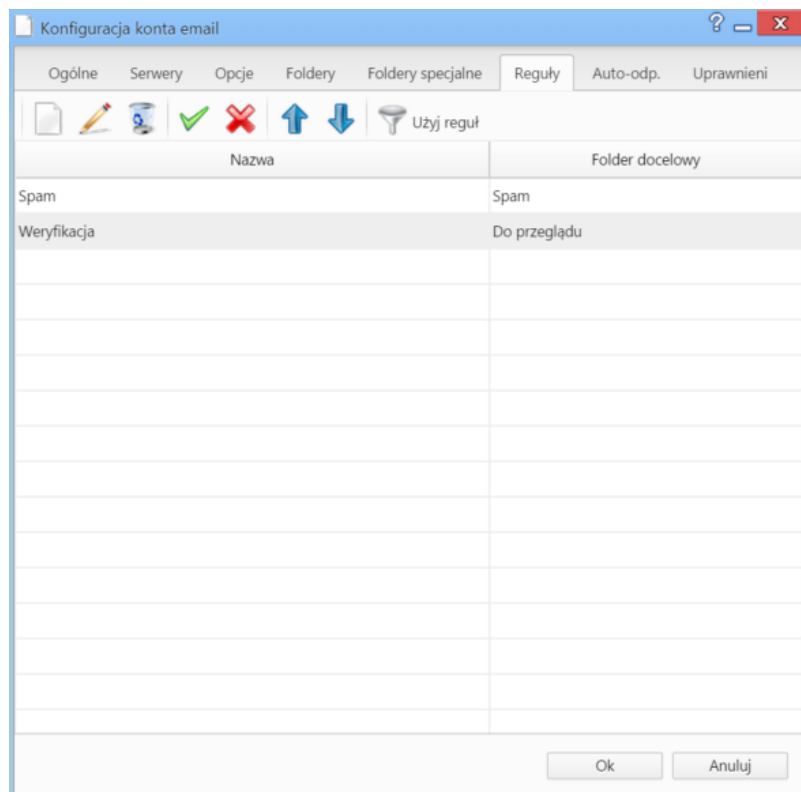 Konfiguracja konta email
Ogólne Serwery Opcje Foldery Foldery specjalne Reguły Auto-odp. Uprawnieni
Użyj reguł
Nazwa Folder docelowy
Spam Spam
Weryfikacja Do przeglądu
Ok Anuluj